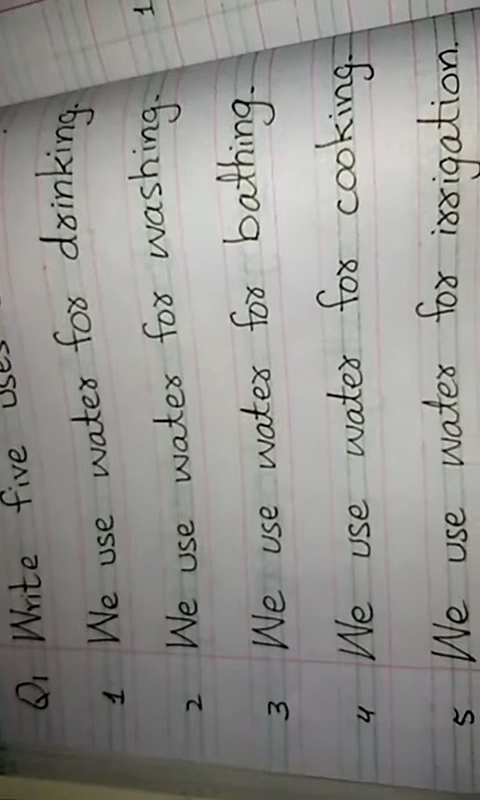 Q1 Write five uses
1 We use water for drinking.
2 We use water for washing.
3 We use water for bathing.
4 We use water for cooking.
5 We use water for irrigation.